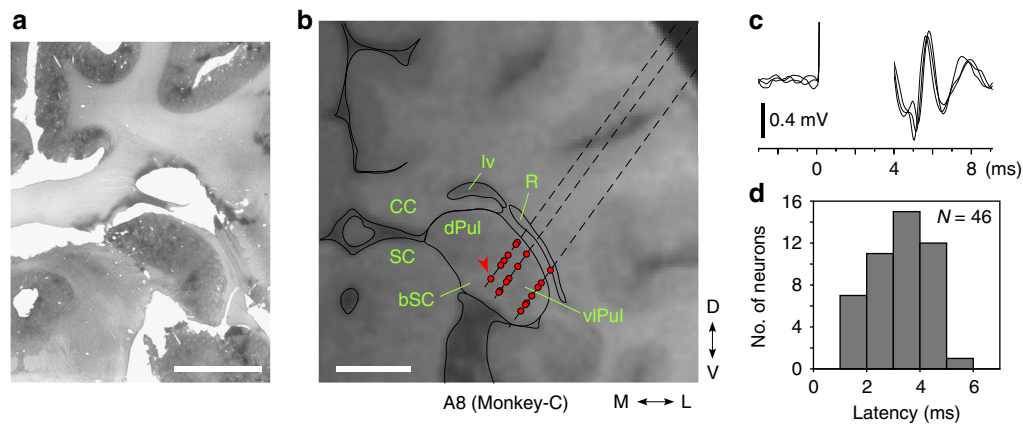 a
b
lv
R
CC
dPul
SC
bSC
vlPul
D
V
A8 (Monkey-C)
M
L
c
0.4 mV
0
4
8
(ms)
d
N = 46
No. of neurons
16
12
8
4
0
0
2
4
6
Latency (ms)